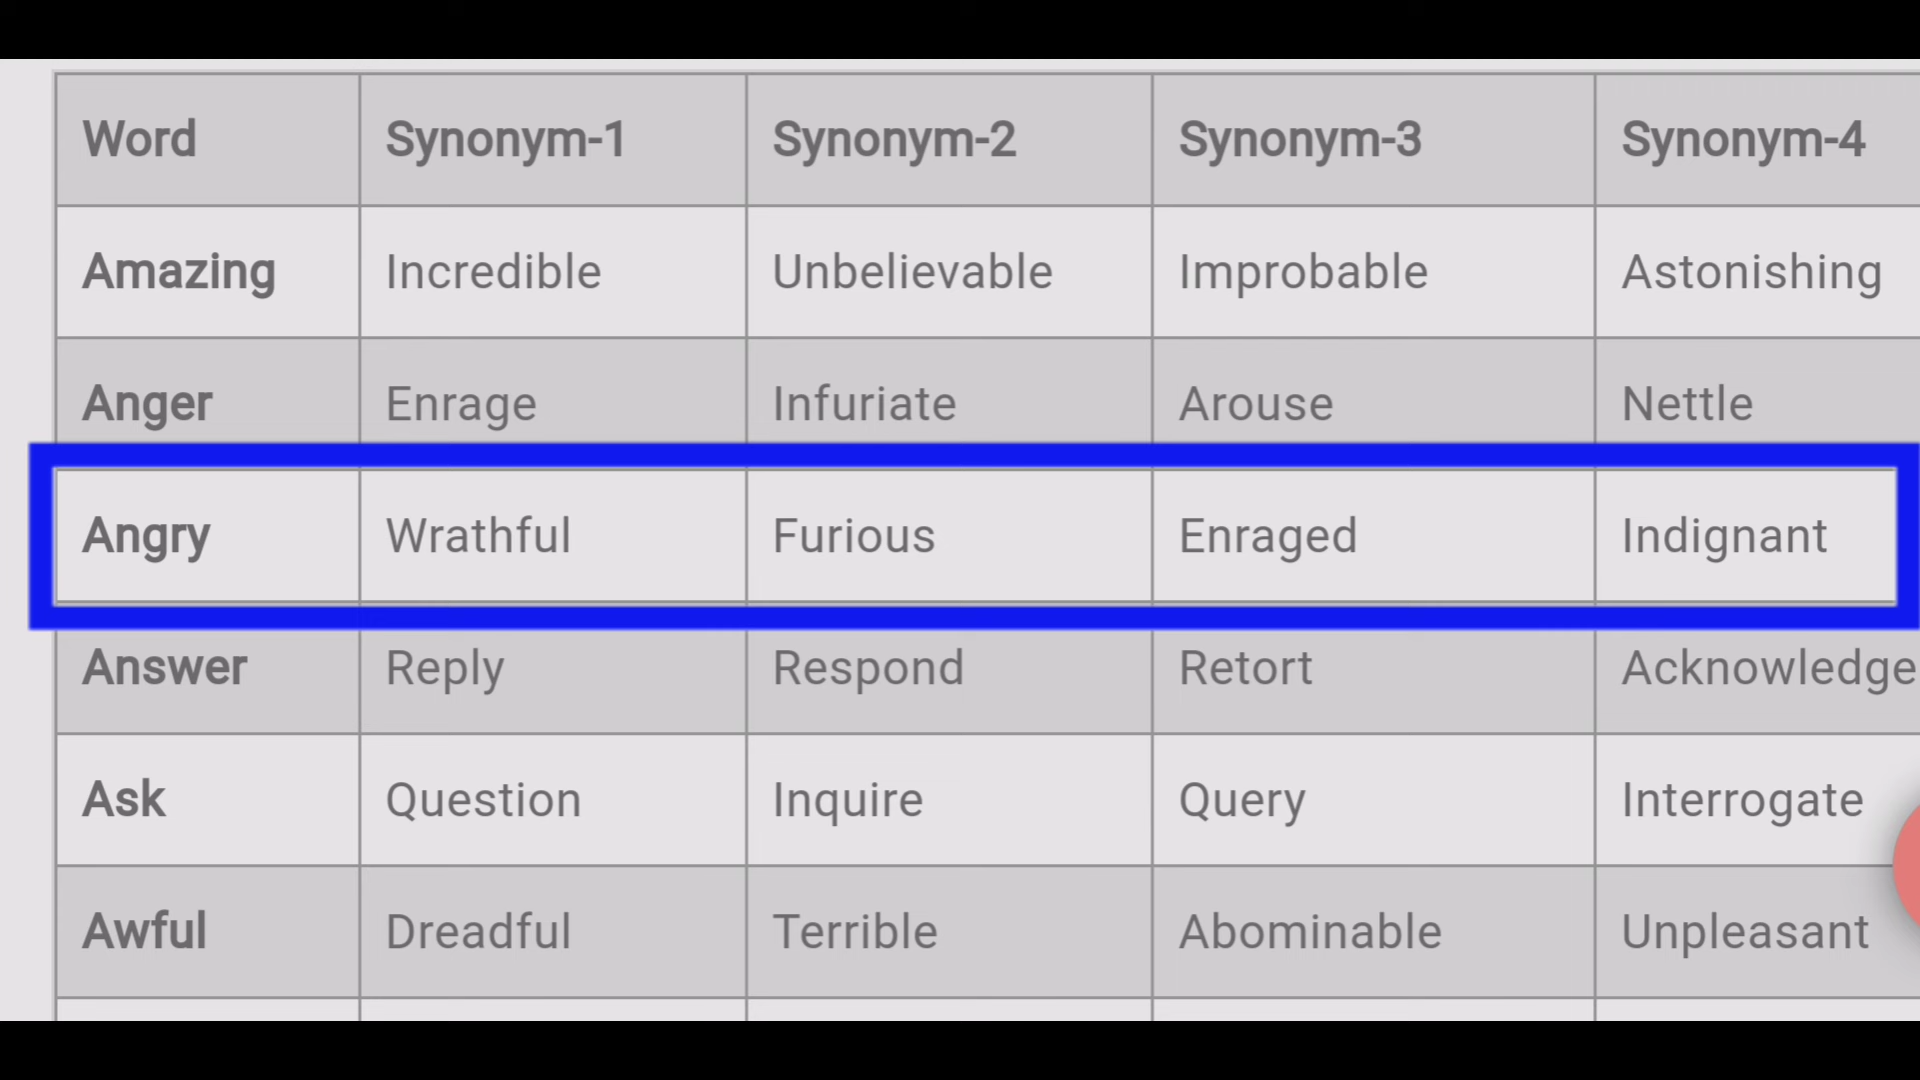 Word Synonym-1 Synonym-2 Synonym-3 Synonym-4
Amazing Incredible Unbelievable Improbable Astonishing
Anger Enrage Infuriate Arouse Nettle
Angry Wrathful Furious Enraged Indignant
Answer Reply Respond Retort Acknowledge
Ask Question Inquire Query Interrogate
Awful Dreadful Terrible Abominable Unpleasant